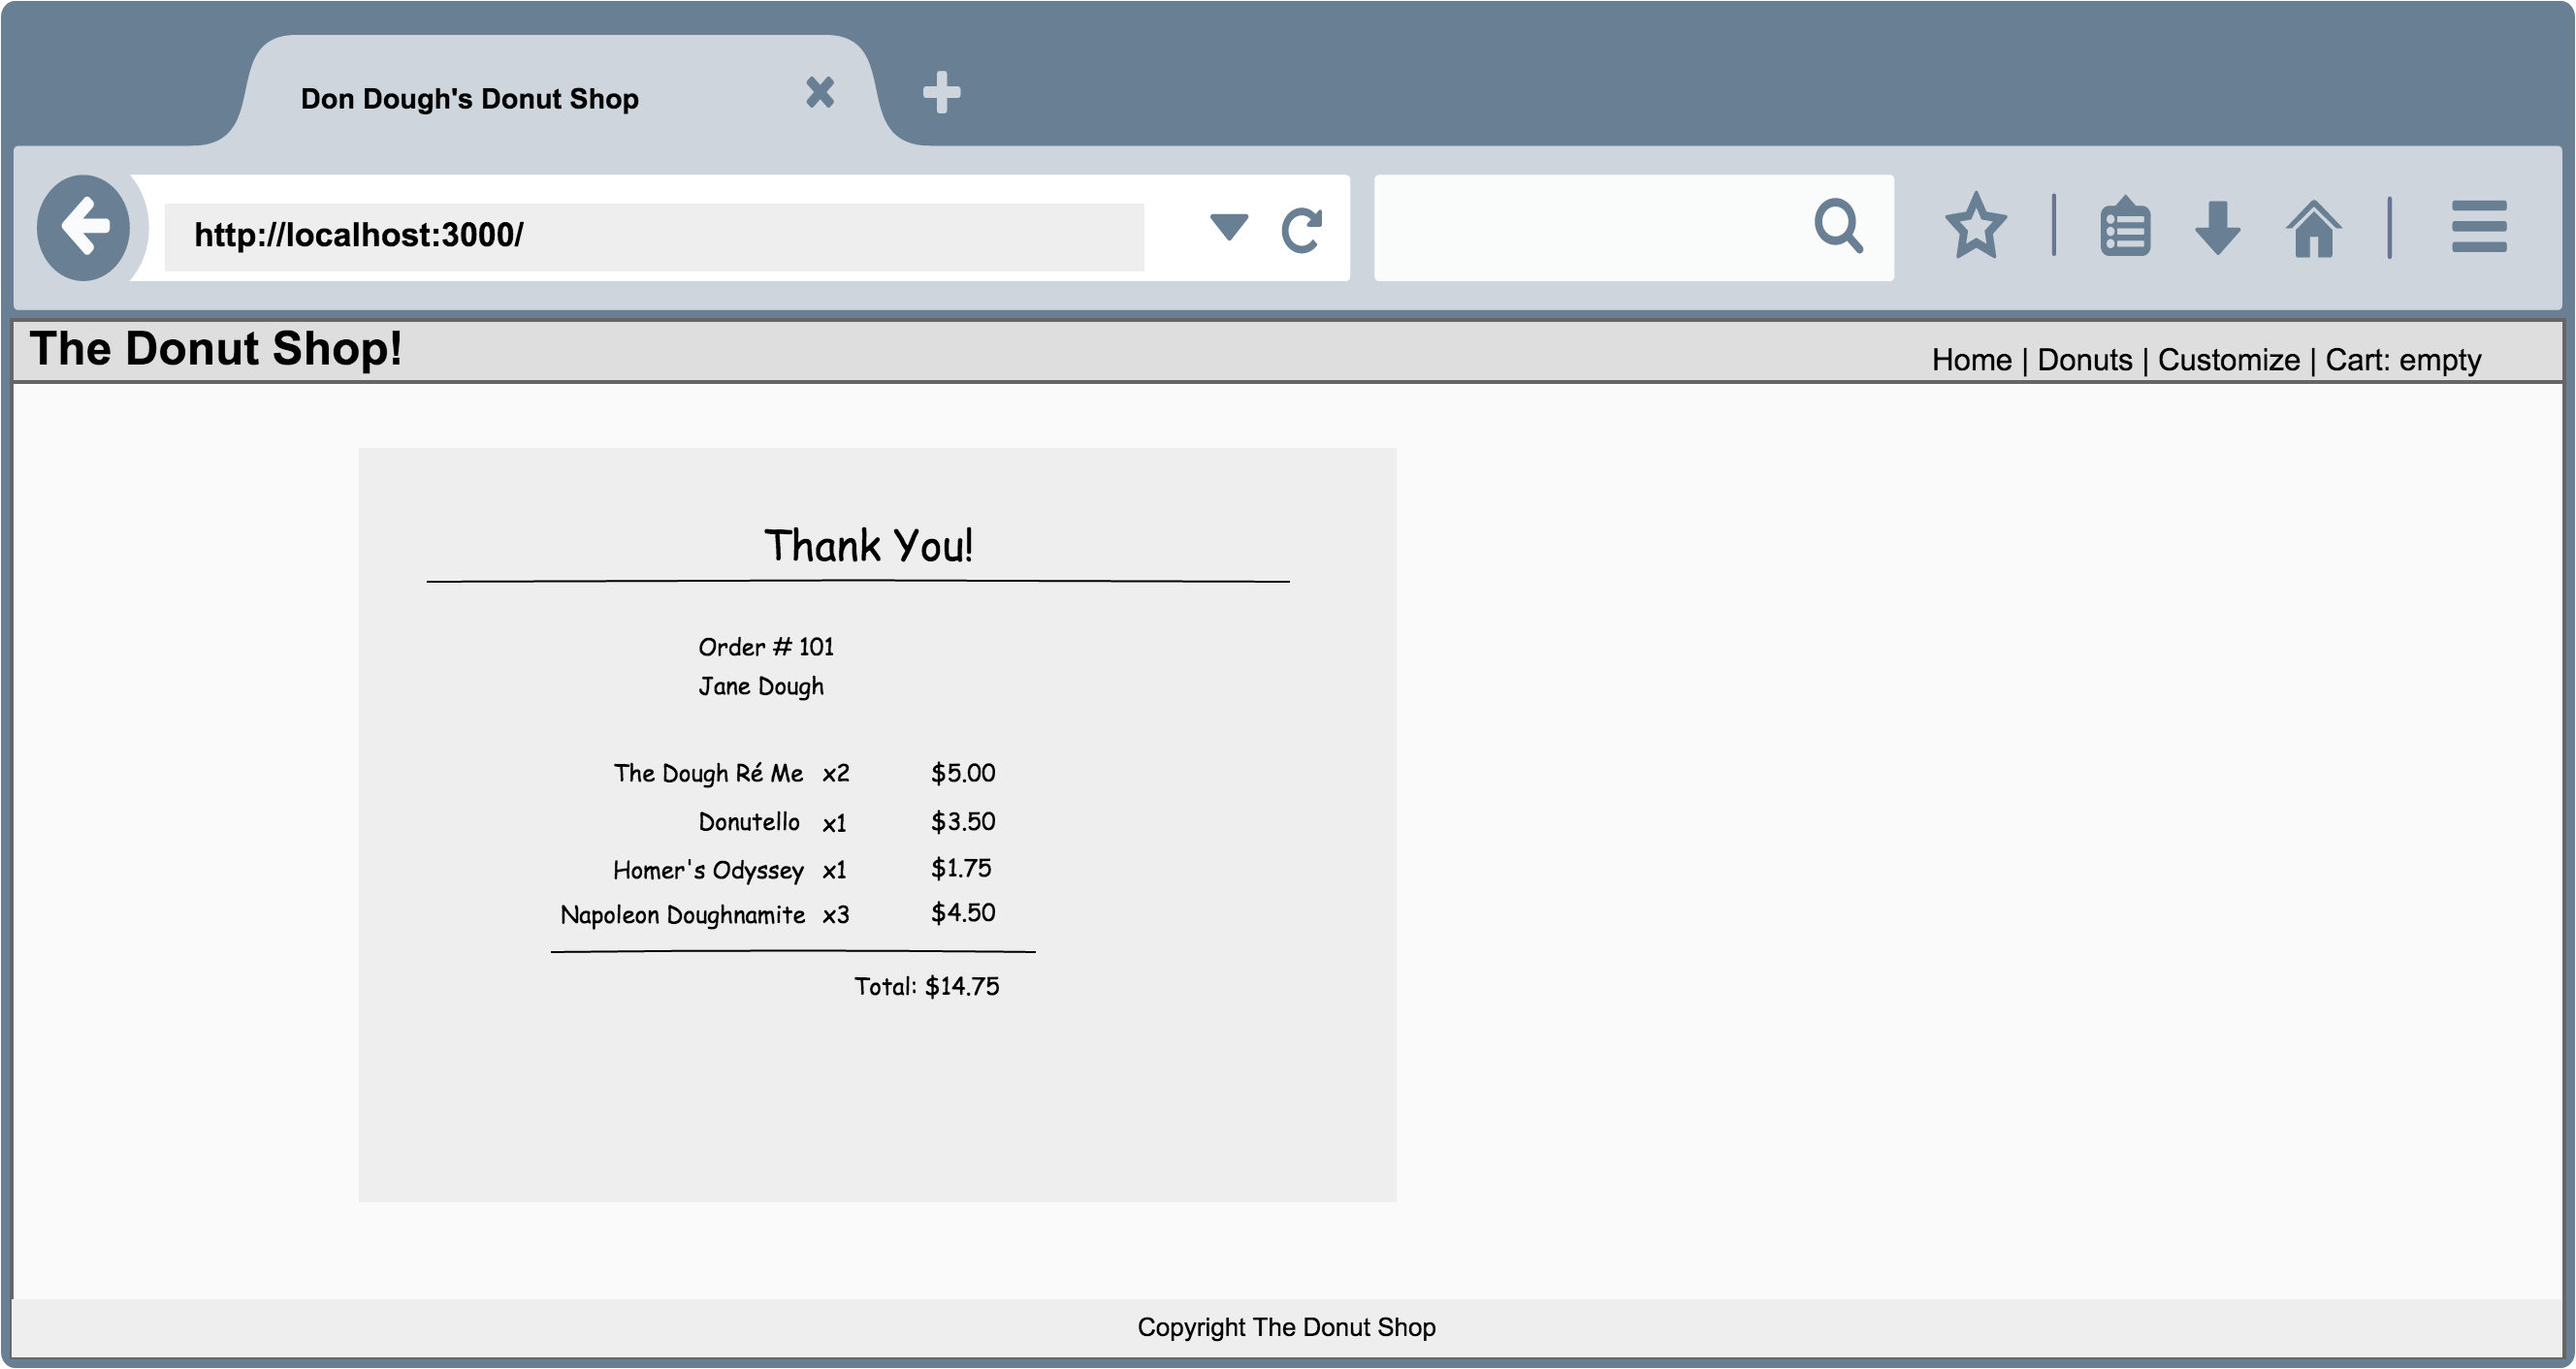 Don Dough's Donut Shop
http://localhost:3000/
The Donut Shop!
Home | Donuts | Customize | Cart: empty
Thank You!
Order # 101
Jane Dough
The Dough Ré Me x2 $5.00
Donutello x1 $3.50
Homer's Odyssey x1 $1.75
Napoleon Doughnamite x3 $4.50
Total: $14.75
Copyright The Donut Shop